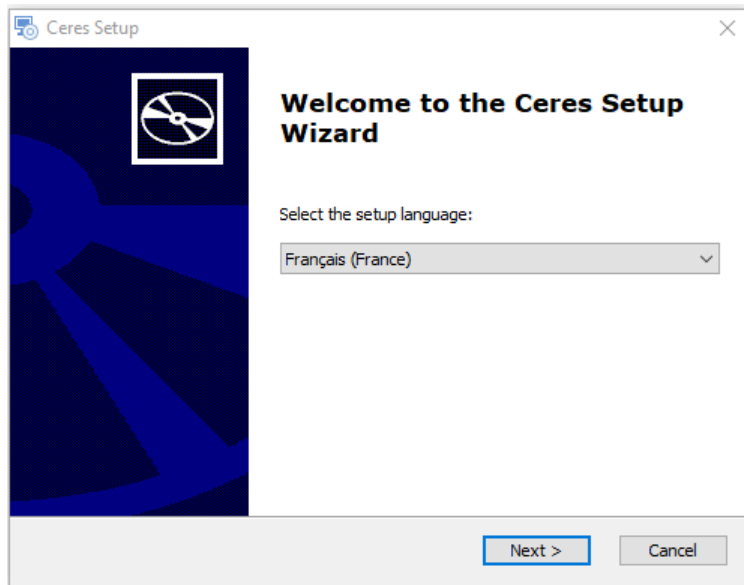 Ceres Setup
Welcome to the Ceres Setup
Wizard
Select the setup language:
Français (France)
Next >
Cancel